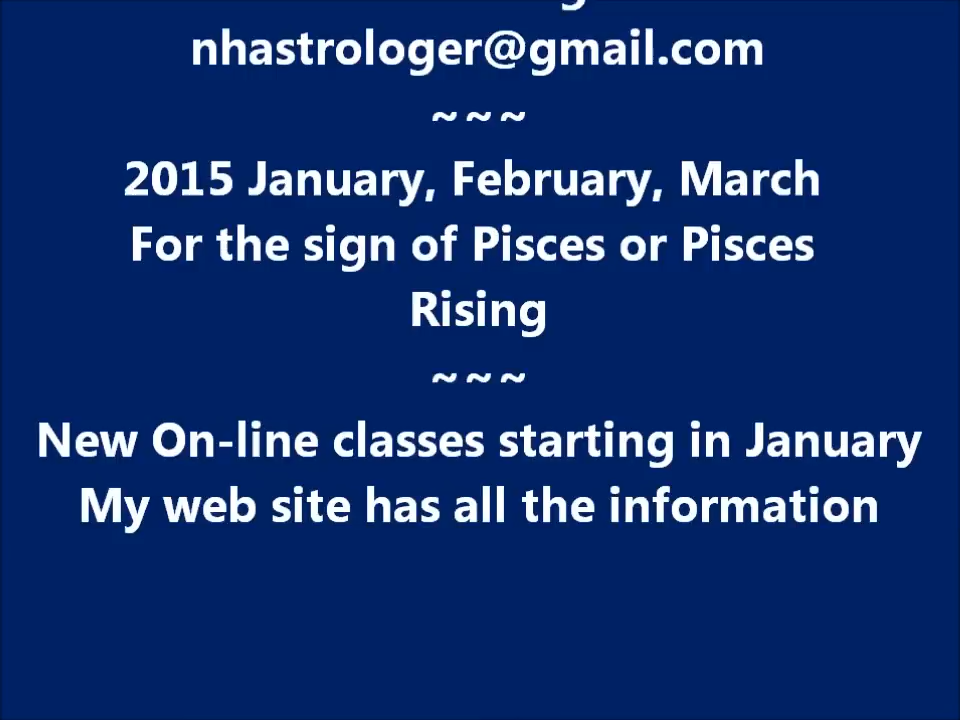 nhastrologer@gmail.com
~~~
2015 January, February, March
For the sign of Pisces or Pisces
Rising
~~~
New On-line classes starting in January
My web site has all the information